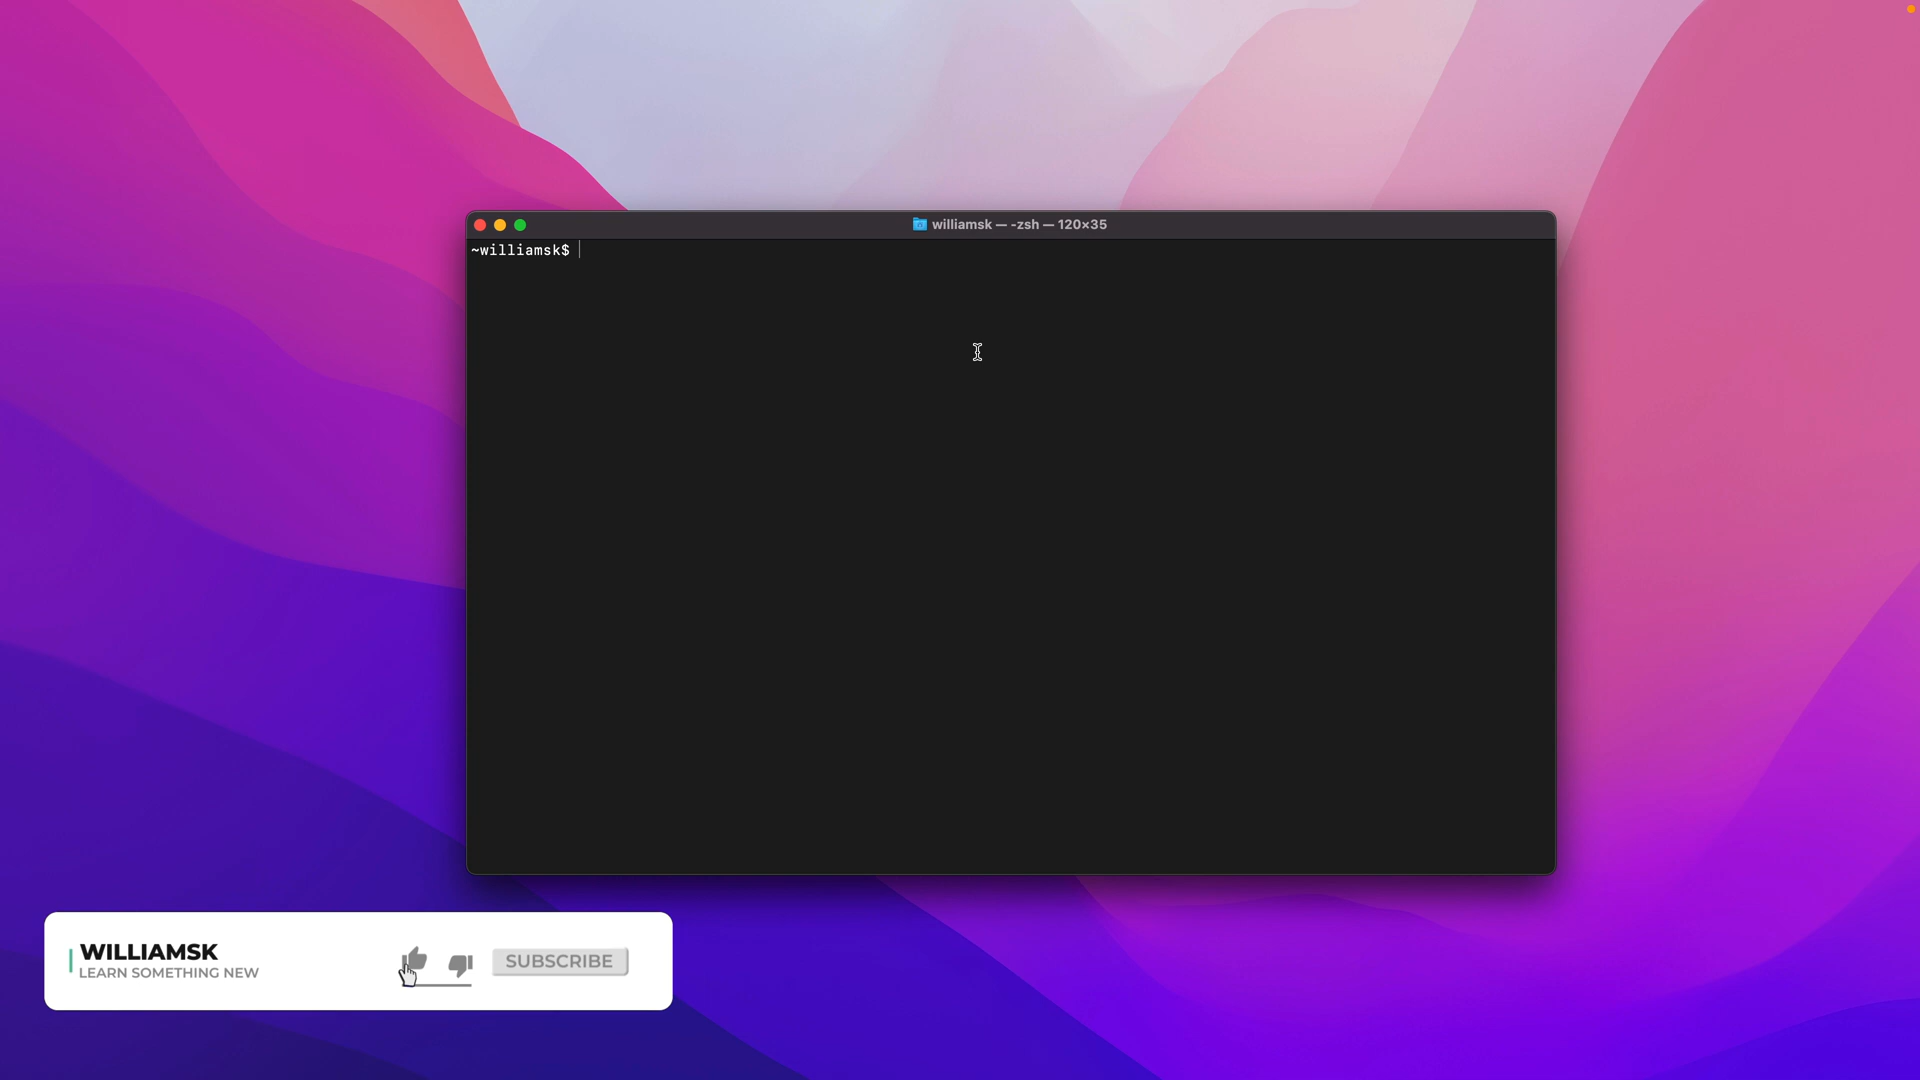 williamsk — -zsh — 120×35
~williamsk$
WILLIAMSK
LEARN SOMETHING NEW
SUBSCRIBE